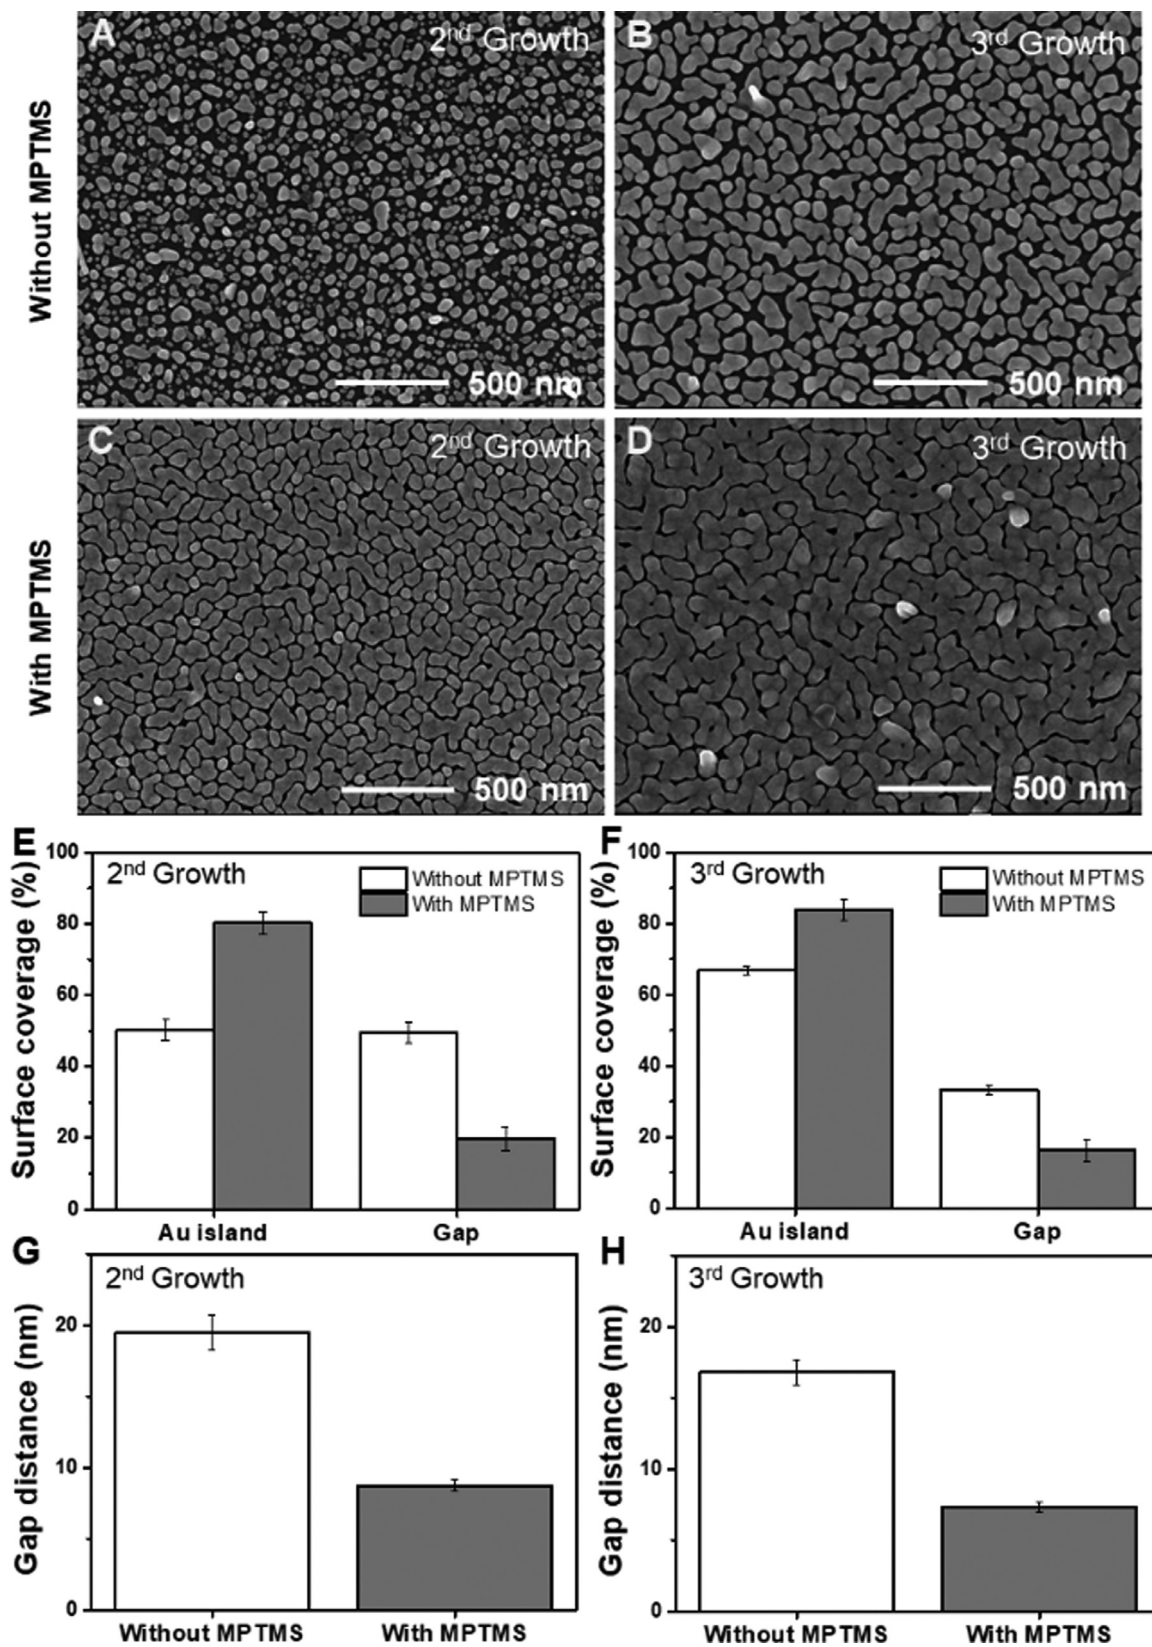 Without MPTMS
A
2nd Growth
500 nm
B
3rd Growth
500 nm
With MPTMS
C
2nd Growth
500 nm
D
3rd Growth
500 nm
E
2nd Growth
Without MPTMS
With MPTMS
Surface coverage (%)
100
80
60
40
20
0
Au island
Gap
F
3rd Growth
Without MPTMS
With MPTMS
Surface coverage (%)
100
80
60
40
20
0
Au island
Gap
G
2nd Growth
Gap distance (nm)
20
10
0
Without MPTMS
With MPTMS
H
3rd Growth
Gap distance (nm)
20
10
0
Without MPTMS
With MPTMS